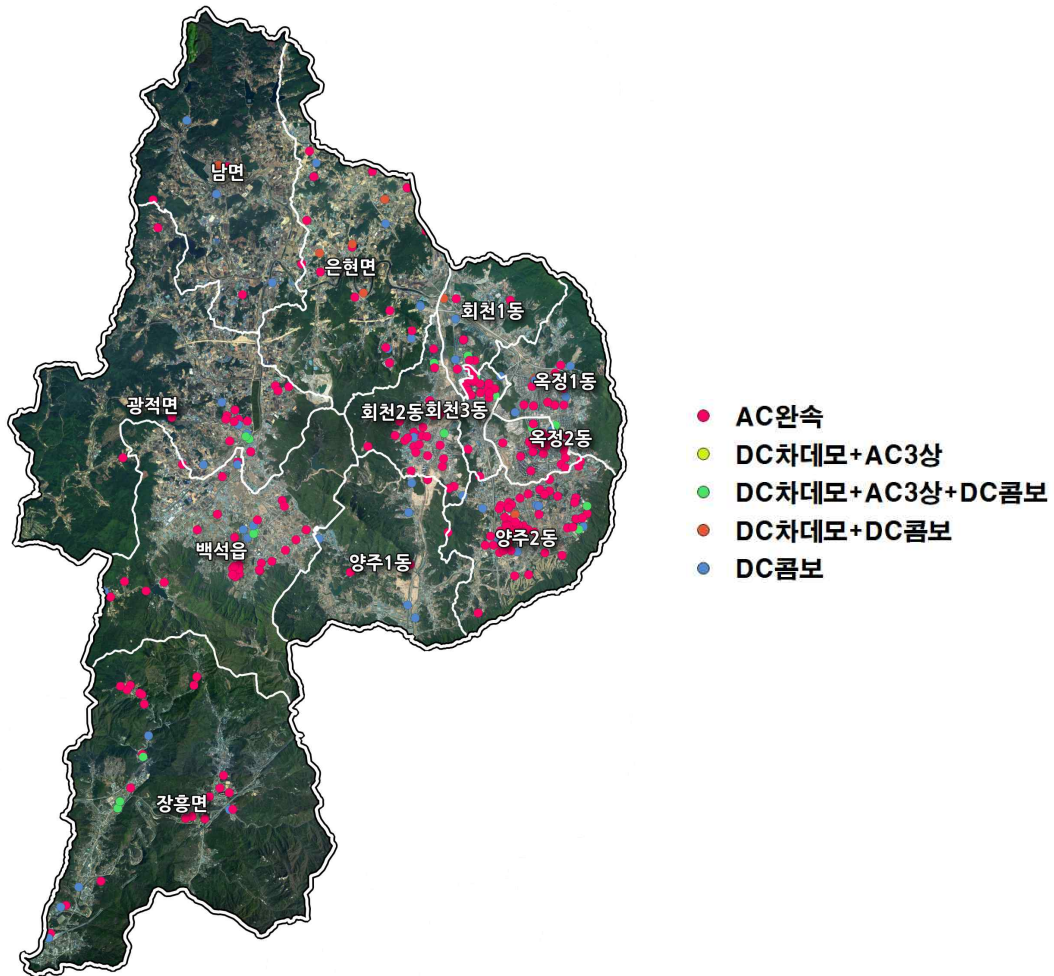 남면
은현면
회천1동
옥정1동
광적면
회천2동
회천3동
옥정2동
백석읍
양주1동
양주2동
장흥면
AC완속
DC차데모+AC3상
DC차데모+AC3상+DC콤보
DC차데모+DC콤보
DC콤보